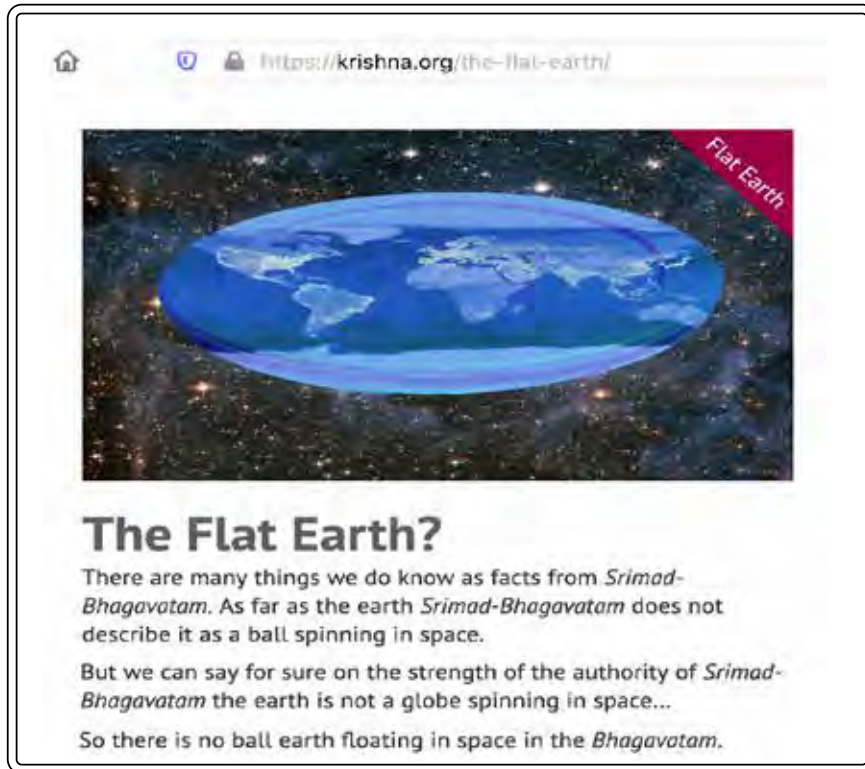 https://krishna.org/the-flat-earth/
Flat Earth
The Flat Earth?
There are many things we do know as facts from Srimad-
Bhagavatam. As far as the earth Srimad-Bhagavatam does not
describe it as a ball spinning in space.
But we can say for sure on the strength of the authority of Srimad-
Bhagavatam the earth is not a globe spinning in space...
So there is no ball earth floating in space in the Bhagavatam.